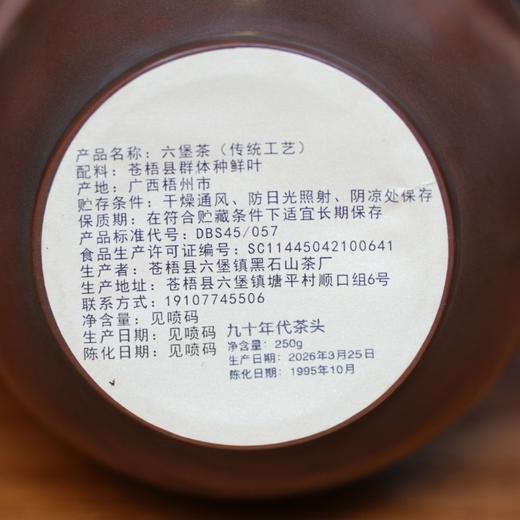 产品名称：六堡茶（传统工艺）
配料：苍梧县群体种鲜叶
产地：广西梧州市
贮存条件：干燥通风、防日光照射、阴凉处保存
保质期：在符合贮藏条件下适宜长期保存
产品标准代号：DBS45/057
食品生产许可证编号：SC11445042100641
生产者：苍梧县六堡镇黑石山茶厂
生产地址：苍梧县六堡镇塘平村顺口组6号
联系方式：19107745506
净含量：见喷码
生产日期：见喷码
陈化日期：见喷码
九十年代茶头
净含量：250g
生产日期：2026年3月25日
陈化日期：1995年10月